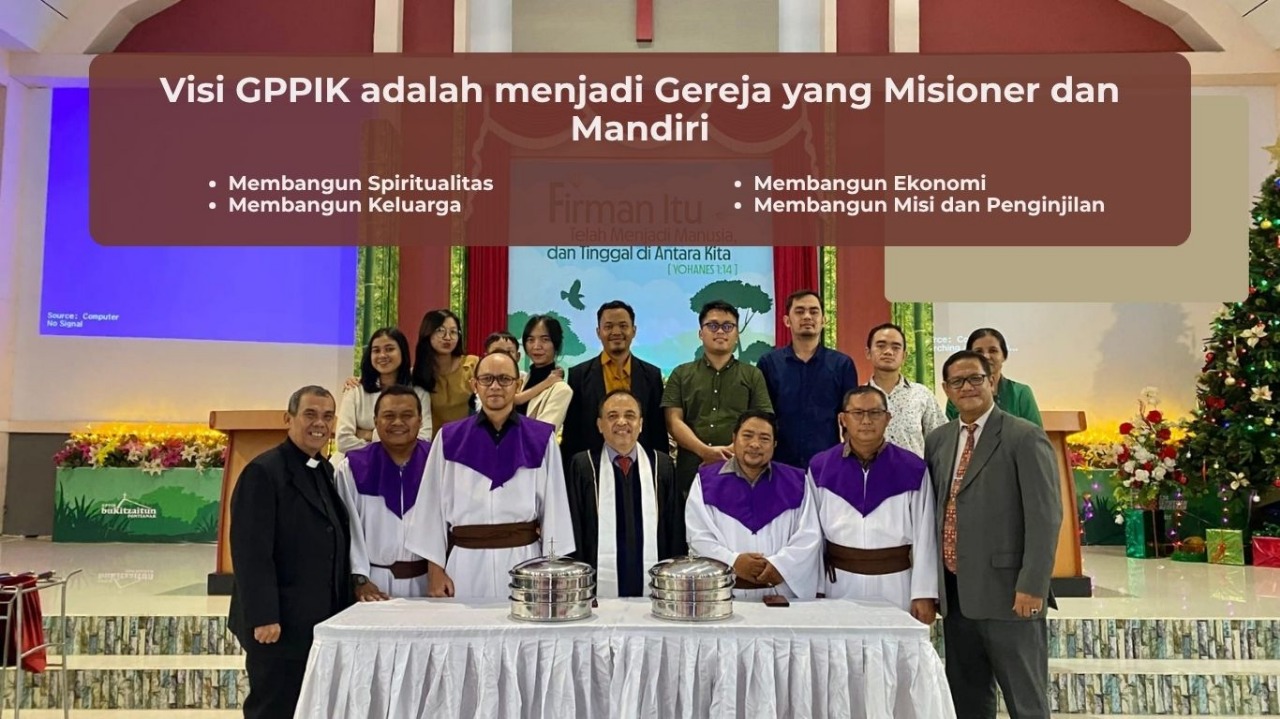 Visi GPPIK adalah menjadi Gereja yang Misioner dan
Mandiri
• Membangun Spiritualitas
• Membangun Keluarga
• Membangun Ekonomi
• Membangun Misi dan Penginjilan
Firman Itu
Telah Menjadi Manusia,
dan Tinggal di Antara Kita
[ YOHANES 1:14 ]
Source: Computer
No Signal
bukitzaitun
PONTIANAK